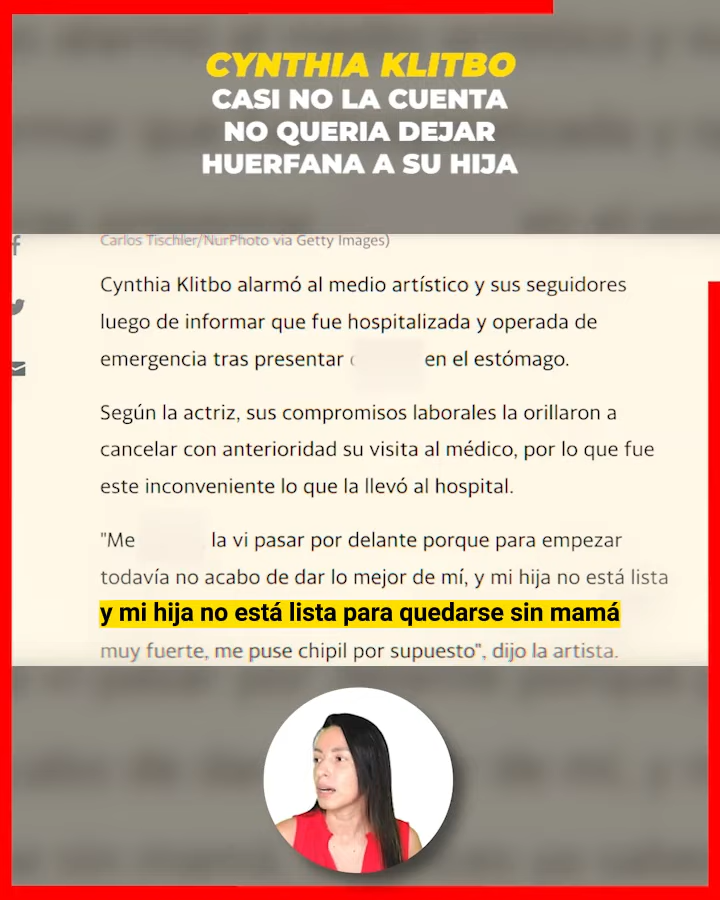 CYNTHIA KLITBO
CASI NO LA CUENTA
NO QUERIA DEJAR
HUERFANA A SU HIJA
Carlos Tischler/NurPhoto via Getty Images)
Cynthia Klitbo alarmó al medio artístico y sus seguidores
luego de informar que fue hospitalizada y operada de
emergencia tras presentar en el estómago.
Según la actriz, sus compromisos laborales la orillaron a
cancelar con anterioridad su visita al médico, por lo que fue
este inconveniente lo que la llevó al hospital.
"Me la vi pasar por delante porque para empezar
todavía no acabo de dar lo mejor de mí, y mi hija no está lista
y mi hija no está lista para quedarse sin mamá
muy fuerte, me puse chipil por supuesto", dijo la artista.